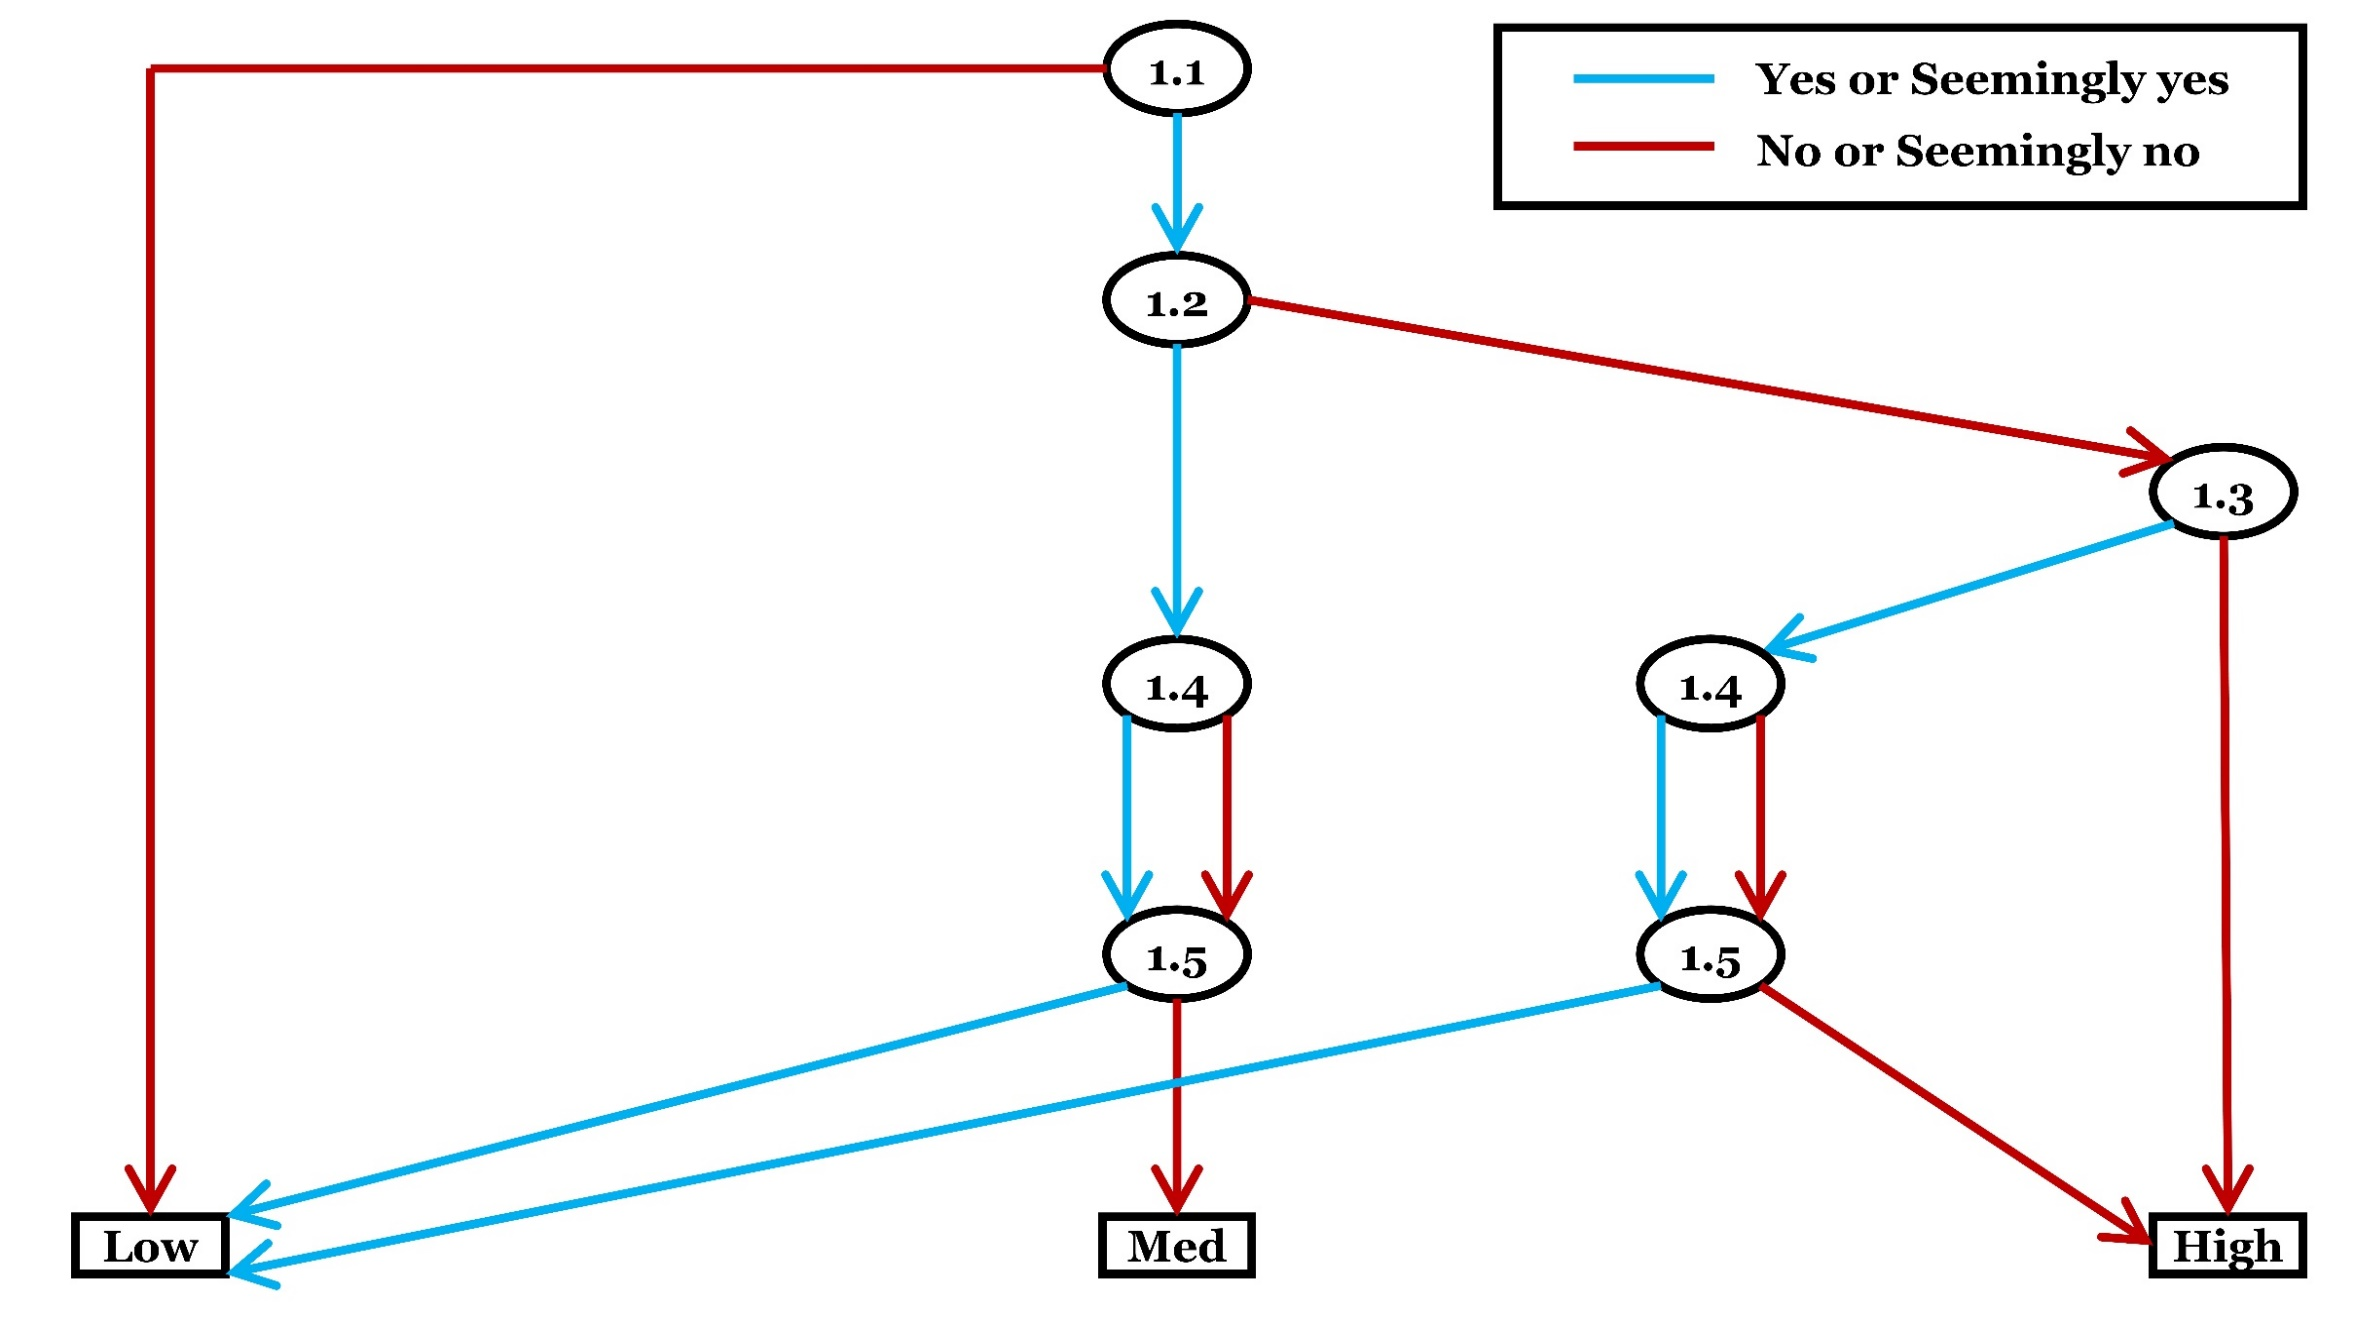 1.1
Yes or Seemingly yes
No or Seemingly no
1.2
1.3
1.4
1.4
1.5
1.5
Low
Med
High